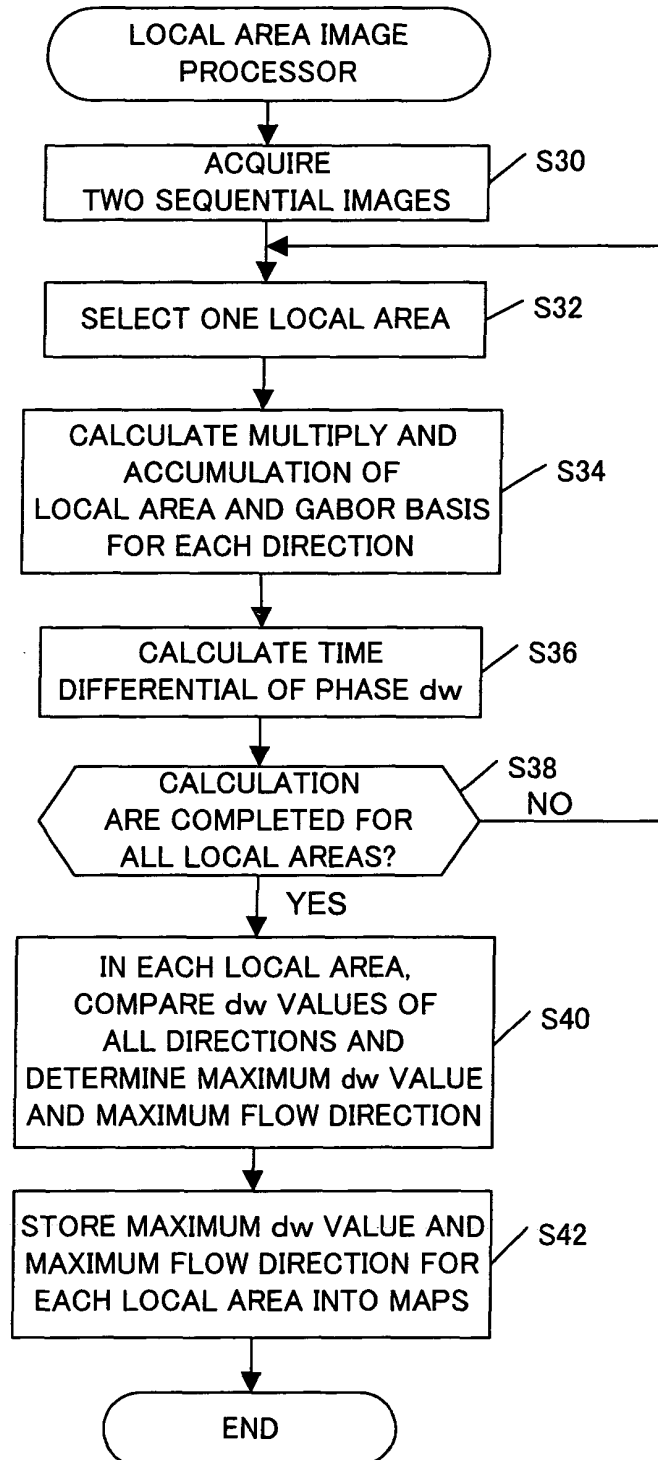 LOCAL AREA IMAGE
PROCESSOR
ACQUIRE
TWO SEQUENTIAL IMAGES
S30
SELECT ONE LOCAL AREA
S32
CALCULATE MULTIPLY AND
ACCUMULATION OF
LOCAL AREA AND GABOR BASIS
FOR EACH DIRECTION
S34
CALCULATE TIME
DIFFERENTIAL OF PHASE dw
S36
CALCULATION
ARE COMPLETED FOR
ALL LOCAL AREAS?
S38
NO
YES
IN EACH LOCAL AREA,
COMPARE dw VALUES OF
ALL DIRECTIONS AND
DETERMINE MAXIMUM dw VALUE
AND MAXIMUM FLOW DIRECTION
S40
STORE MAXIMUM dw VALUE AND
MAXIMUM FLOW DIRECTION FOR
EACH LOCAL AREA INTO MAPS
S42
END